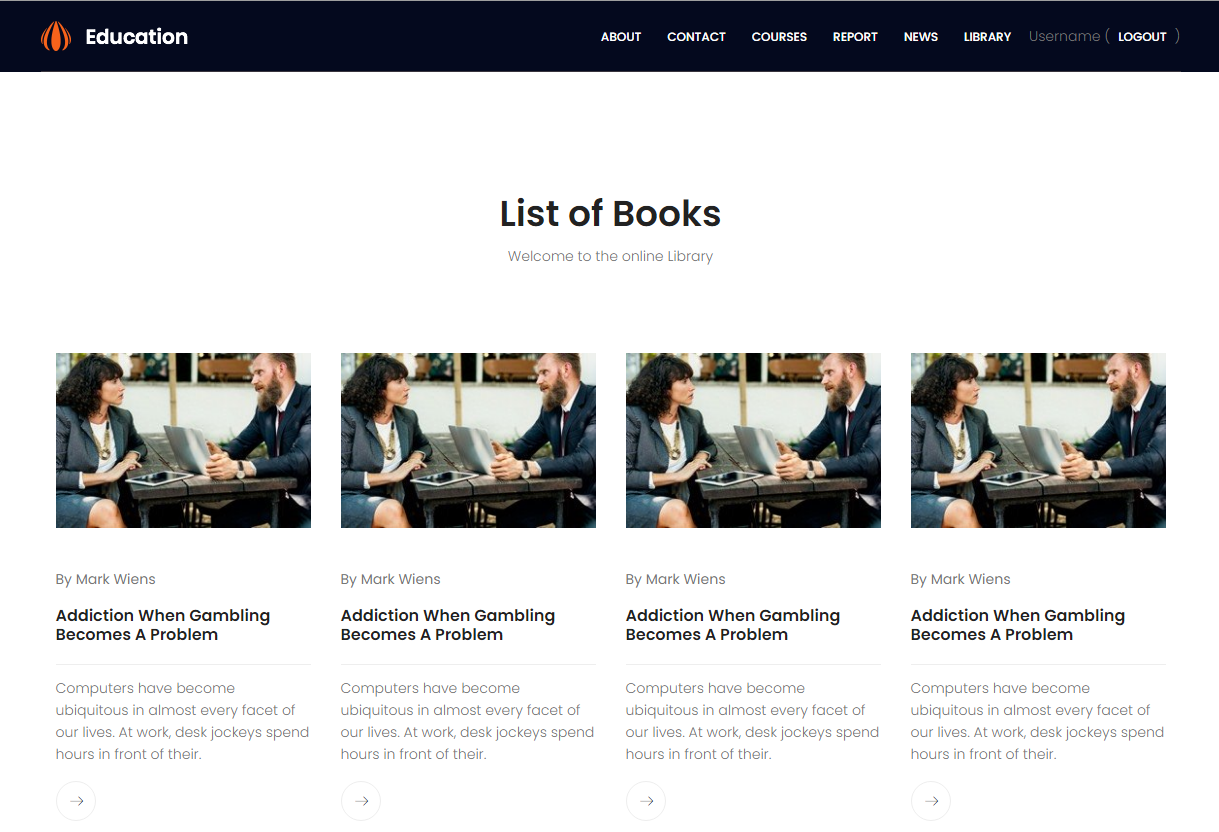 Education
ABOUT CONTACT COURSES REPORT NEWS LIBRARY Username ( LOGOUT )
List of Books
Welcome to the online Library
By Mark Wiens
Addiction When Gambling
Becomes A Problem
Computers have become
ubiquitous in almost every facet of
our lives. At work, desk jockeys spend
hours in front of their.
By Mark Wiens
Addiction When Gambling
Becomes A Problem
Computers have become
ubiquitous in almost every facet of
our lives. At work, desk jockeys spend
hours in front of their.
By Mark Wiens
Addiction When Gambling
Becomes A Problem
Computers have become
ubiquitous in almost every facet of
our lives. At work, desk jockeys spend
hours in front of their.
By Mark Wiens
Addiction When Gambling
Becomes A Problem
Computers have become
ubiquitous in almost every facet of
our lives. At work, desk jockeys spend
hours in front of their.